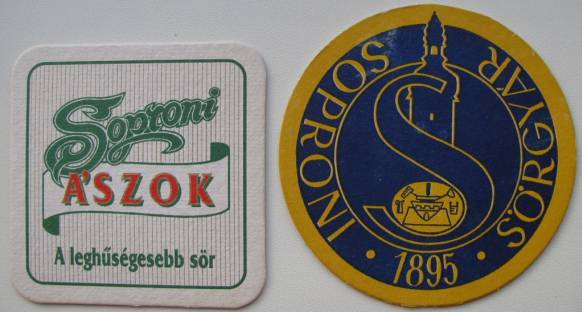 Soproni
ÁSZOK
A leghűségesebb sör
SOPRONI SÖRGYÁR
S
1895